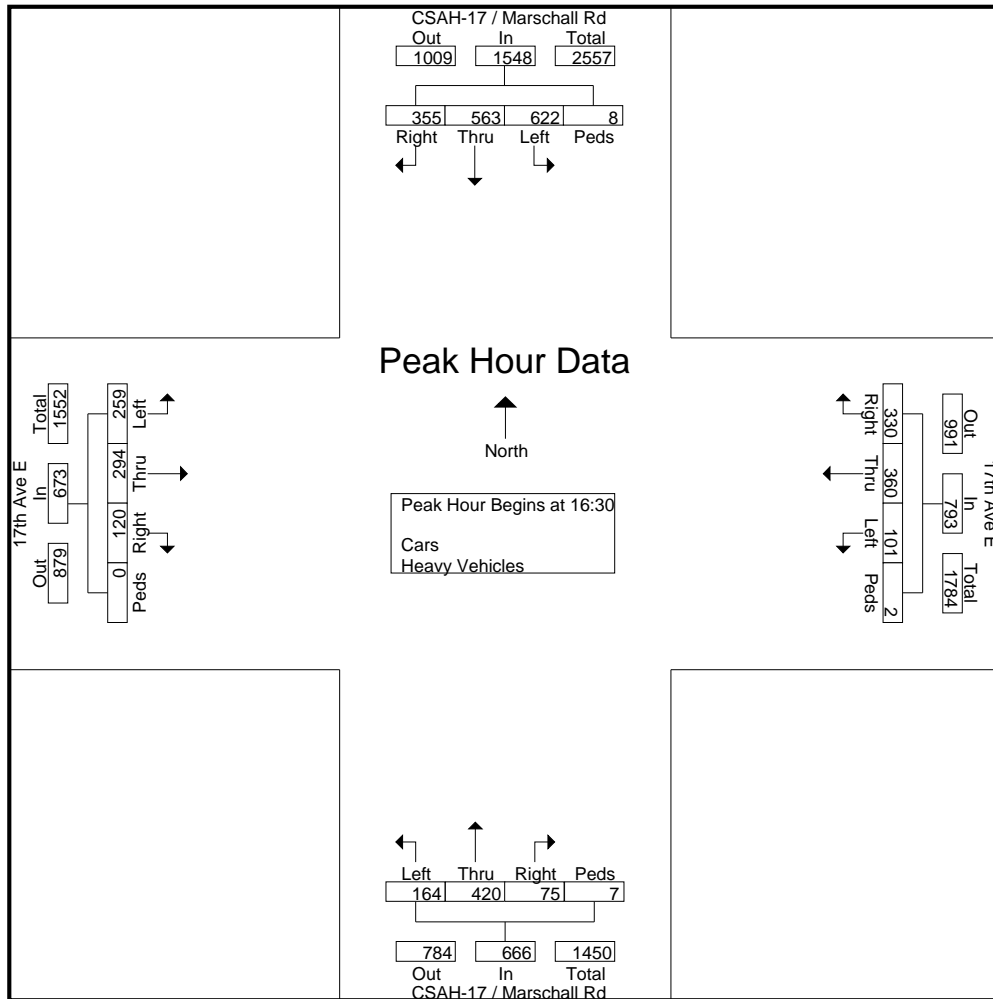 CSAH-17 / Marschall Rd
Out In Total
1009 1548 2557
355 563 622 8
Right Thru Left Peds
Peak Hour Data
North
Peak Hour Begins at 16:30
Cars
Heavy Vehicles
17th Ave E
Total In Out
1552 673 879
259 294 120 0
Left Thru Right Peds
17th Ave E
Out In Total
991 793 1784
330 360 101 2
Right Thru Left Peds
Left Thru Right Peds
164 420 75 7
784 666 1450
Out In Total
CSAH-17 / Marschall Rd